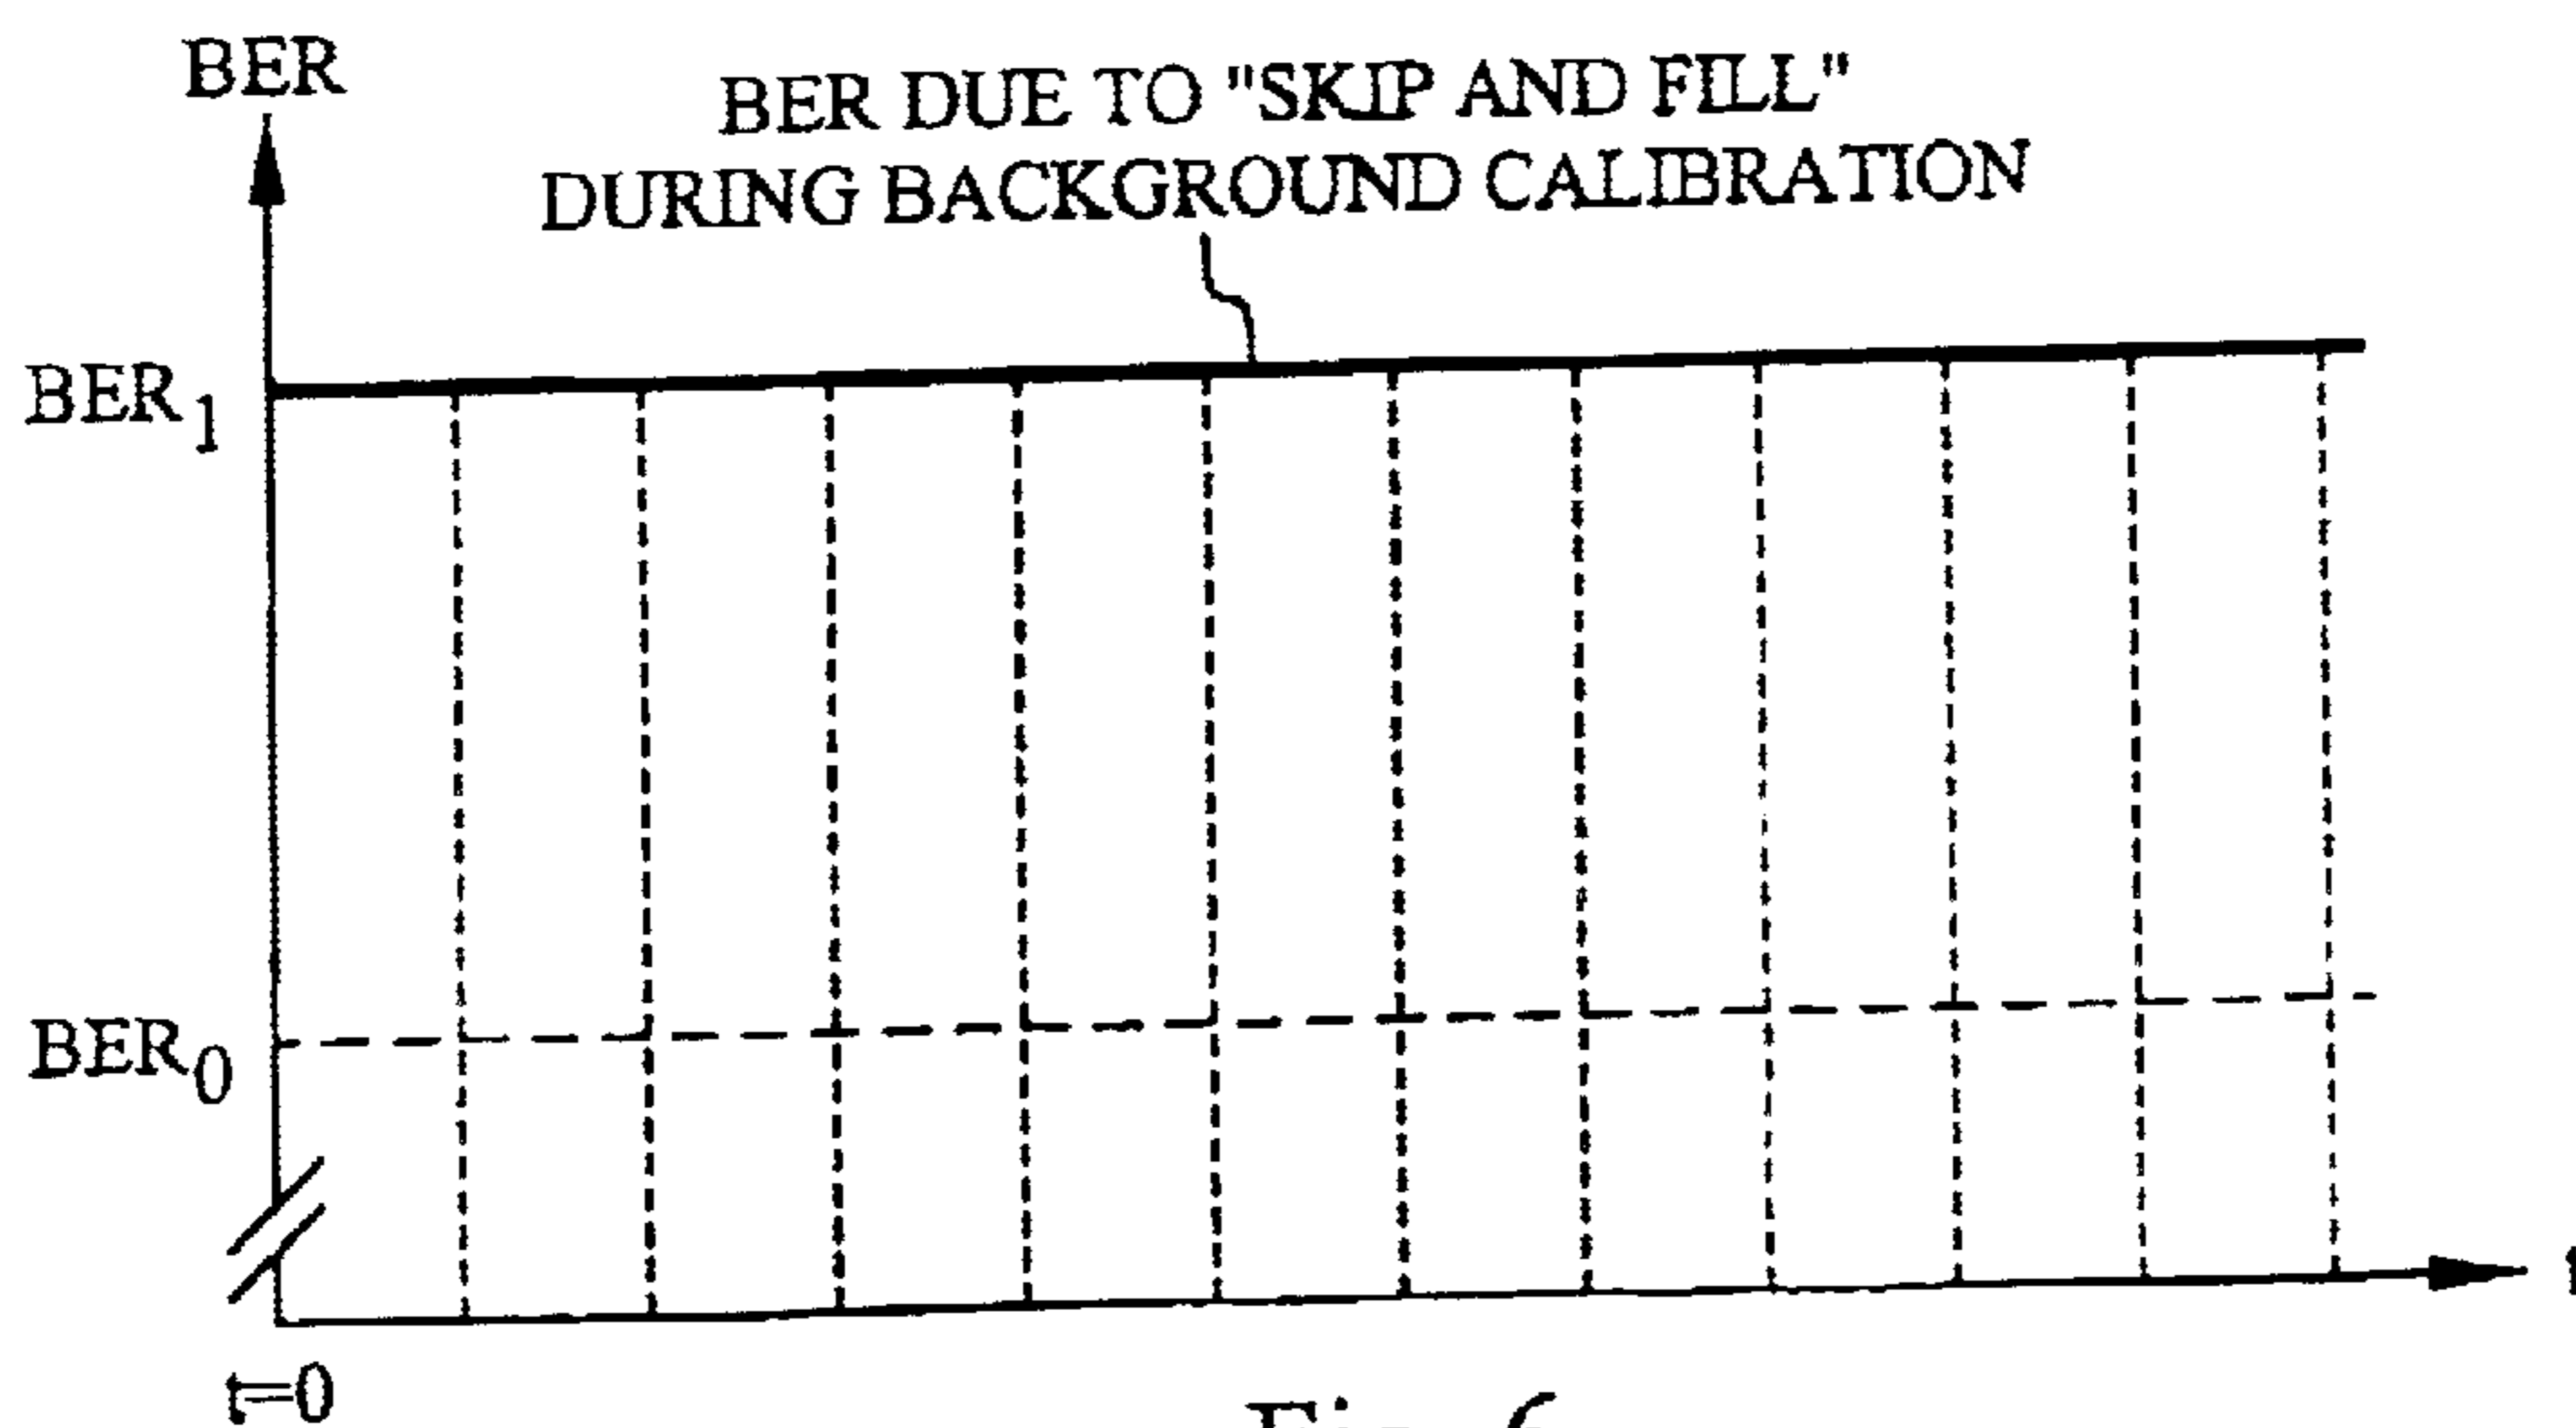 BER
BER DUE TO "SKIP AND FILL"
DURING BACKGROUND CALIBRATION
BER1
BER0
t
t=0